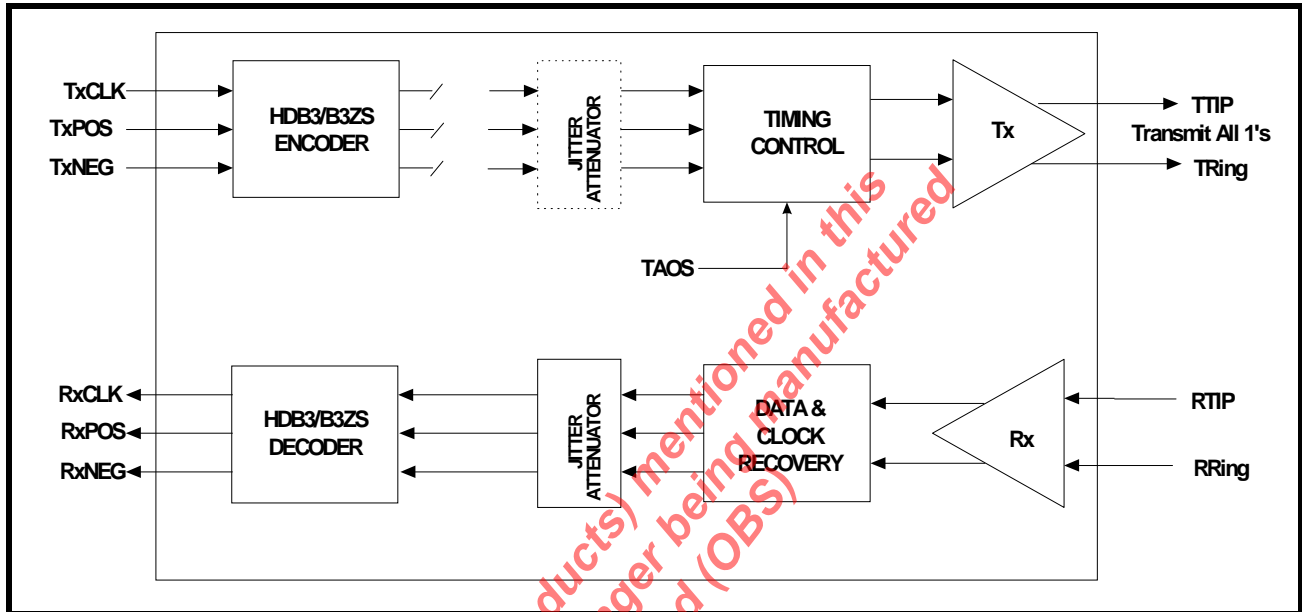 TxCLK
TxPOS
TxNEG
HDB3/B3ZS
ENCODER
JITTER
ATTENUATOR
TIMING
CONTROL
Tx
TTIP
Transmit All 1's
TRing
TAOS
RxCLK
RxPOS
RxNEG
HDB3/B3ZS
DECODER
JITTER
ATTENUATOR
DATA &
CLOCK
RECOVERY
Rx
RTIP
RRing
ducts) mentioned in this
nger being manufactured
d (OBS)